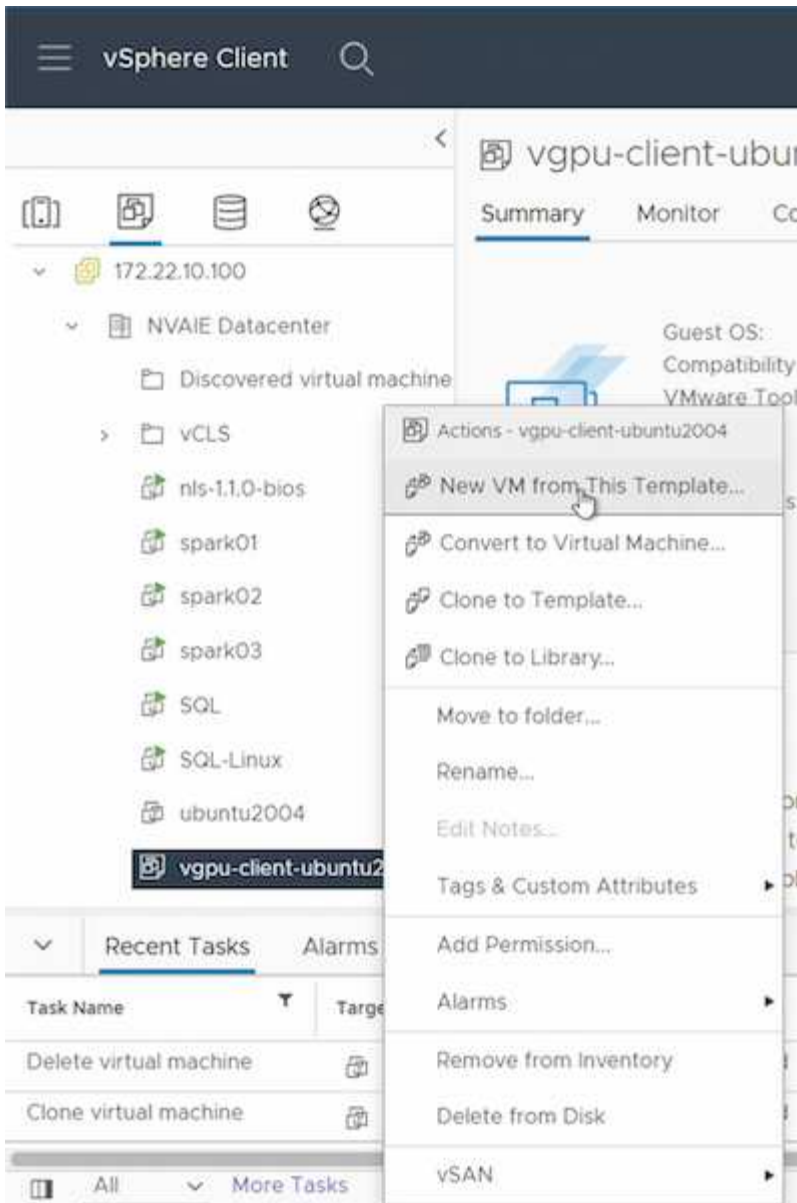 vSphere Client
vgpu-client-ubu
Summary Monitor Co
172.22.10.100
NVAIE Datacenter
Discovered virtual machine
vCLS
nls-1.1.0-bios
spark01
spark02
spark03
SQL
SQL-Linux
ubuntu2004
vgpu-client-ubuntu2
Guest OS:
Compatibility
VMware Tool
Actions - vgpu-client-ubuntu2004
New VM from This Template...
Convert to Virtual Machine...
Clone to Template...
Clone to Library...
Move to folder...
Rename...
Edit Notes...
Tags & Custom Attributes
Add Permission...
Alarms
Remove from Inventory
Delete from Disk
vSAN
Recent Tasks Alarms
Task Name Targe
Delete virtual machine
Clone virtual machine
All More Tasks